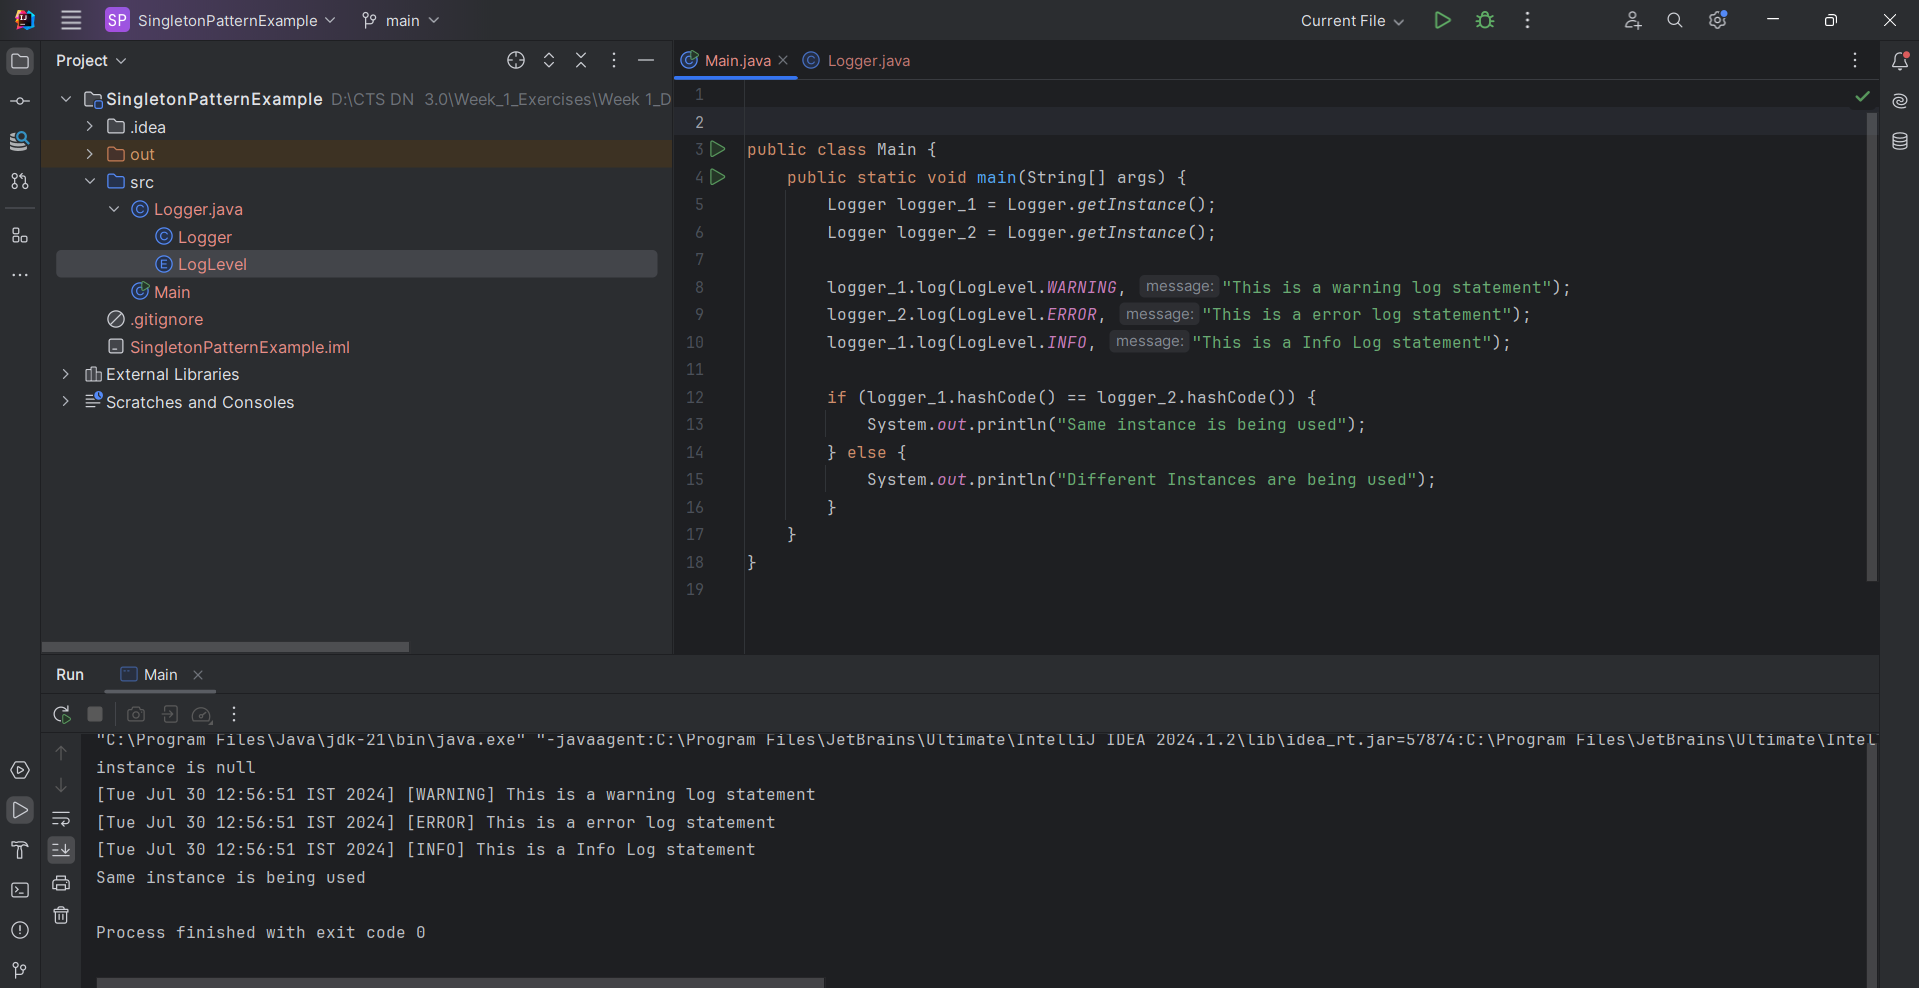 SP SingletonPatternExample main Current File
Project
Main.java Logger.java
SingletonPatternExample D:\CTS DN 3.0\Week_1_Exercises\Week 1_D
.idea
out
src
Logger.java
Logger
LogLevel
Main
.gitignore
SingletonPatternExample.iml
External Libraries
Scratches and Consoles
1
2
3 public class Main {
4 public static void main(String[] args) {
5 Logger logger_1 = Logger.getInstance();
6 Logger logger_2 = Logger.getInstance();
7
8 logger_1.log(LogLevel.WARNING, message: "This is a warning log statement");
9 logger_2.log(LogLevel.ERROR, message: "This is a error log statement");
10 logger_1.log(LogLevel.INFO, message: "This is a Info Log statement");
11
12 if (logger_1.hashCode() == logger_2.hashCode()) {
13 System.out.println("Same instance is being used");
14 } else {
15 System.out.println("Different Instances are being used");
16 }
17 }
18 }
19
Run Main
"C:\Program Files\Java\jdk-21\bin\java.exe" "-javaagent:C:\Program Files\JetBrains\Ultimate\IntelliJ IDEA 2024.1.2\lib\idea_rt.jar=57874:C:\Program Files\JetBrains\Ultimate\Intel
instance is null
[Tue Jul 30 12:56:51 IST 2024] [WARNING] This is a warning log statement
[Tue Jul 30 12:56:51 IST 2024] [ERROR] This is a error log statement
[Tue Jul 30 12:56:51 IST 2024] [INFO] This is a Info Log statement
Same instance is being used
Process finished with exit code 0